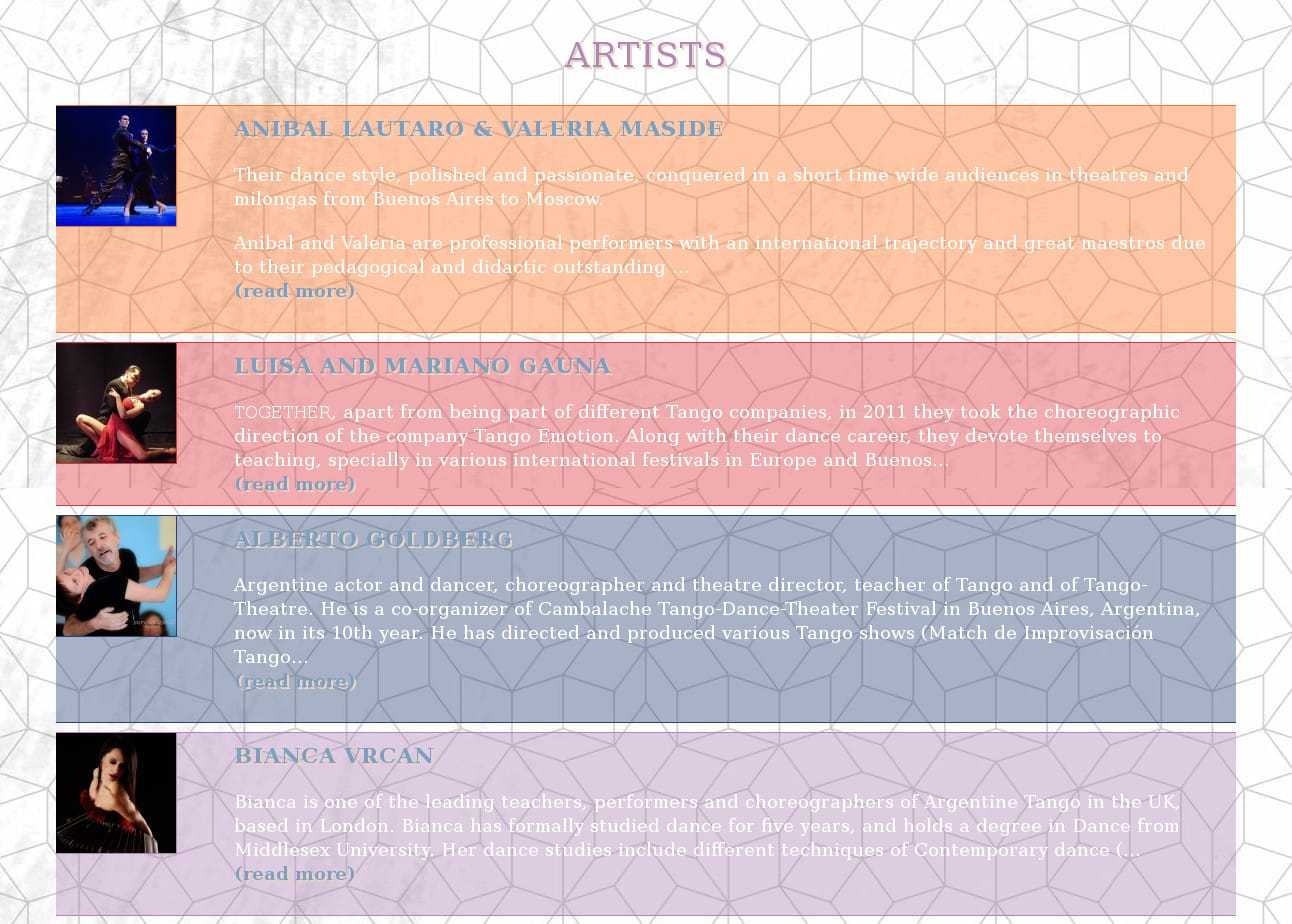 ARTISTS
ANIBAL LAUTARO & VALERIA MASIDE
Their dance style, polished and passionate, conquered in a short time wide audiences in theatres and
milongas from Buenos Aires to Moscow.
Anibal and Valeria are professional performers with an international trajectory and great maestros due
to their pedagogical and didactic outstanding ...
(read more)
LUISA AND MARIANO GAUNA
TOGETHER, apart from being part of different Tango companies, in 2011 they took the choreographic
direction of the company Tango Emotion. Along with their dance career, they devote themselves to
teaching, specially in various international festivals in Europe and Buenos...
(read more)
ALBERTO GOLDBERG
Argentine actor and dancer, choreographer and theatre director, teacher of Tango and of Tango-
Theatre. He is a co-organizer of Cambalache Tango-Dance-Theater Festival in Buenos Aires, Argentina,
now in its 10th year. He has directed and produced various Tango shows (Match de Improvisación
Tango...
(read more)
BIANCA VRCAN
Bianca is one of the leading teachers, performers and choreographers of Argentine Tango in the UK,
based in London. Bianca has formally studied dance for five years, and holds a degree in Dance from
Middlesex University. Her dance studies include different techniques of Contemporary dance (...
(read more)